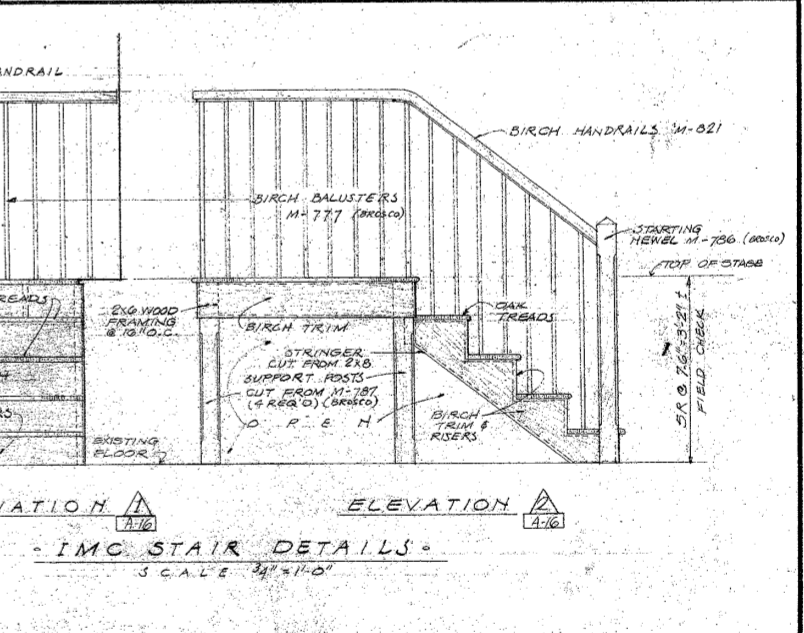 ANDRAIL
BIRCH HANDRAILS M-821
BIRCH BALUSTERS
M-777 (BROSCO)
STARTING
NEWEL M-786 (BROSCO)
TOP OF STAGE
READS
2X6 WOOD
FRAMING
@ 16" O.C.
BIRCH TRIM
OAK
TREADS
STRINGER
CUT FROM 2X8
SUPPORT POSTS
CUT FROM M-787
(4 REQ'D) (BROSCO)
OPEN
BIRCH
TRIM &
RISERS
RS
EXISTING
FLOOR
5R @ 7.6" = 3'-2" ±
FIELD CHECK
ATION 1
A-16
ELEVATION 2
A-16
- IMC STAIR DETAILS -
SCALE 3/4" = 1'-0"